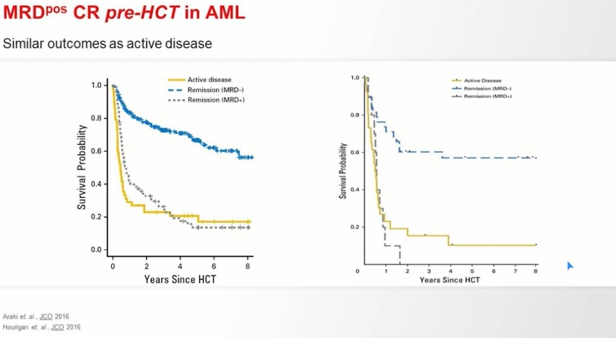 MRDpos CR pre-HCT in AML
Similar outcomes as active disease
Active disease
Remission (MRD–)
Remission (MRD+)
Survival Probability
1.0
0.8
0.6
0.4
0.2
0.0
0 2 4 6 8
Years Since HCT
Active Disease
Remission (MRD-)
Remission (MRD+)
Survival Probability
1.0
0.8
0.6
0.4
0.2
0 1 2 3 4 5 6 7 8
Years Since HCT
Araki et. al., JCO 2016
Hourigan et. al., JCO 2016